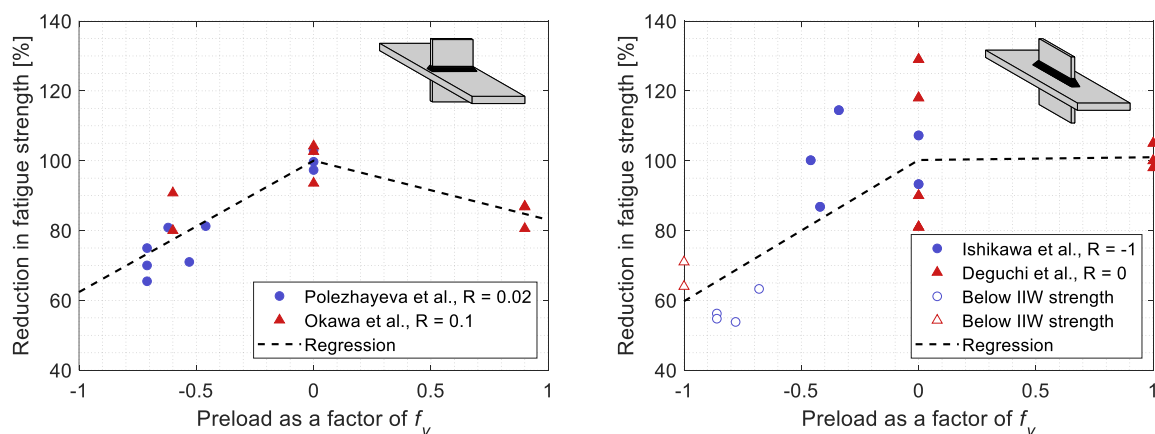 Reduction in fatigue strength [%]
140
120
100
80
60
40
-1
-0.5
0
0.5
1
Preload as a factor of fy
Polezhayeva et al., R = 0.02
Okawa et al., R = 0.1
Regression
Reduction in fatigue strength [%]
140
120
100
80
60
40
-1
-0.5
0
0.5
1
Preload as a factor of fy
Ishikawa et al., R = -1
Deguchi et al., R = 0
Below IIW strength
Below IIW strength
Regression